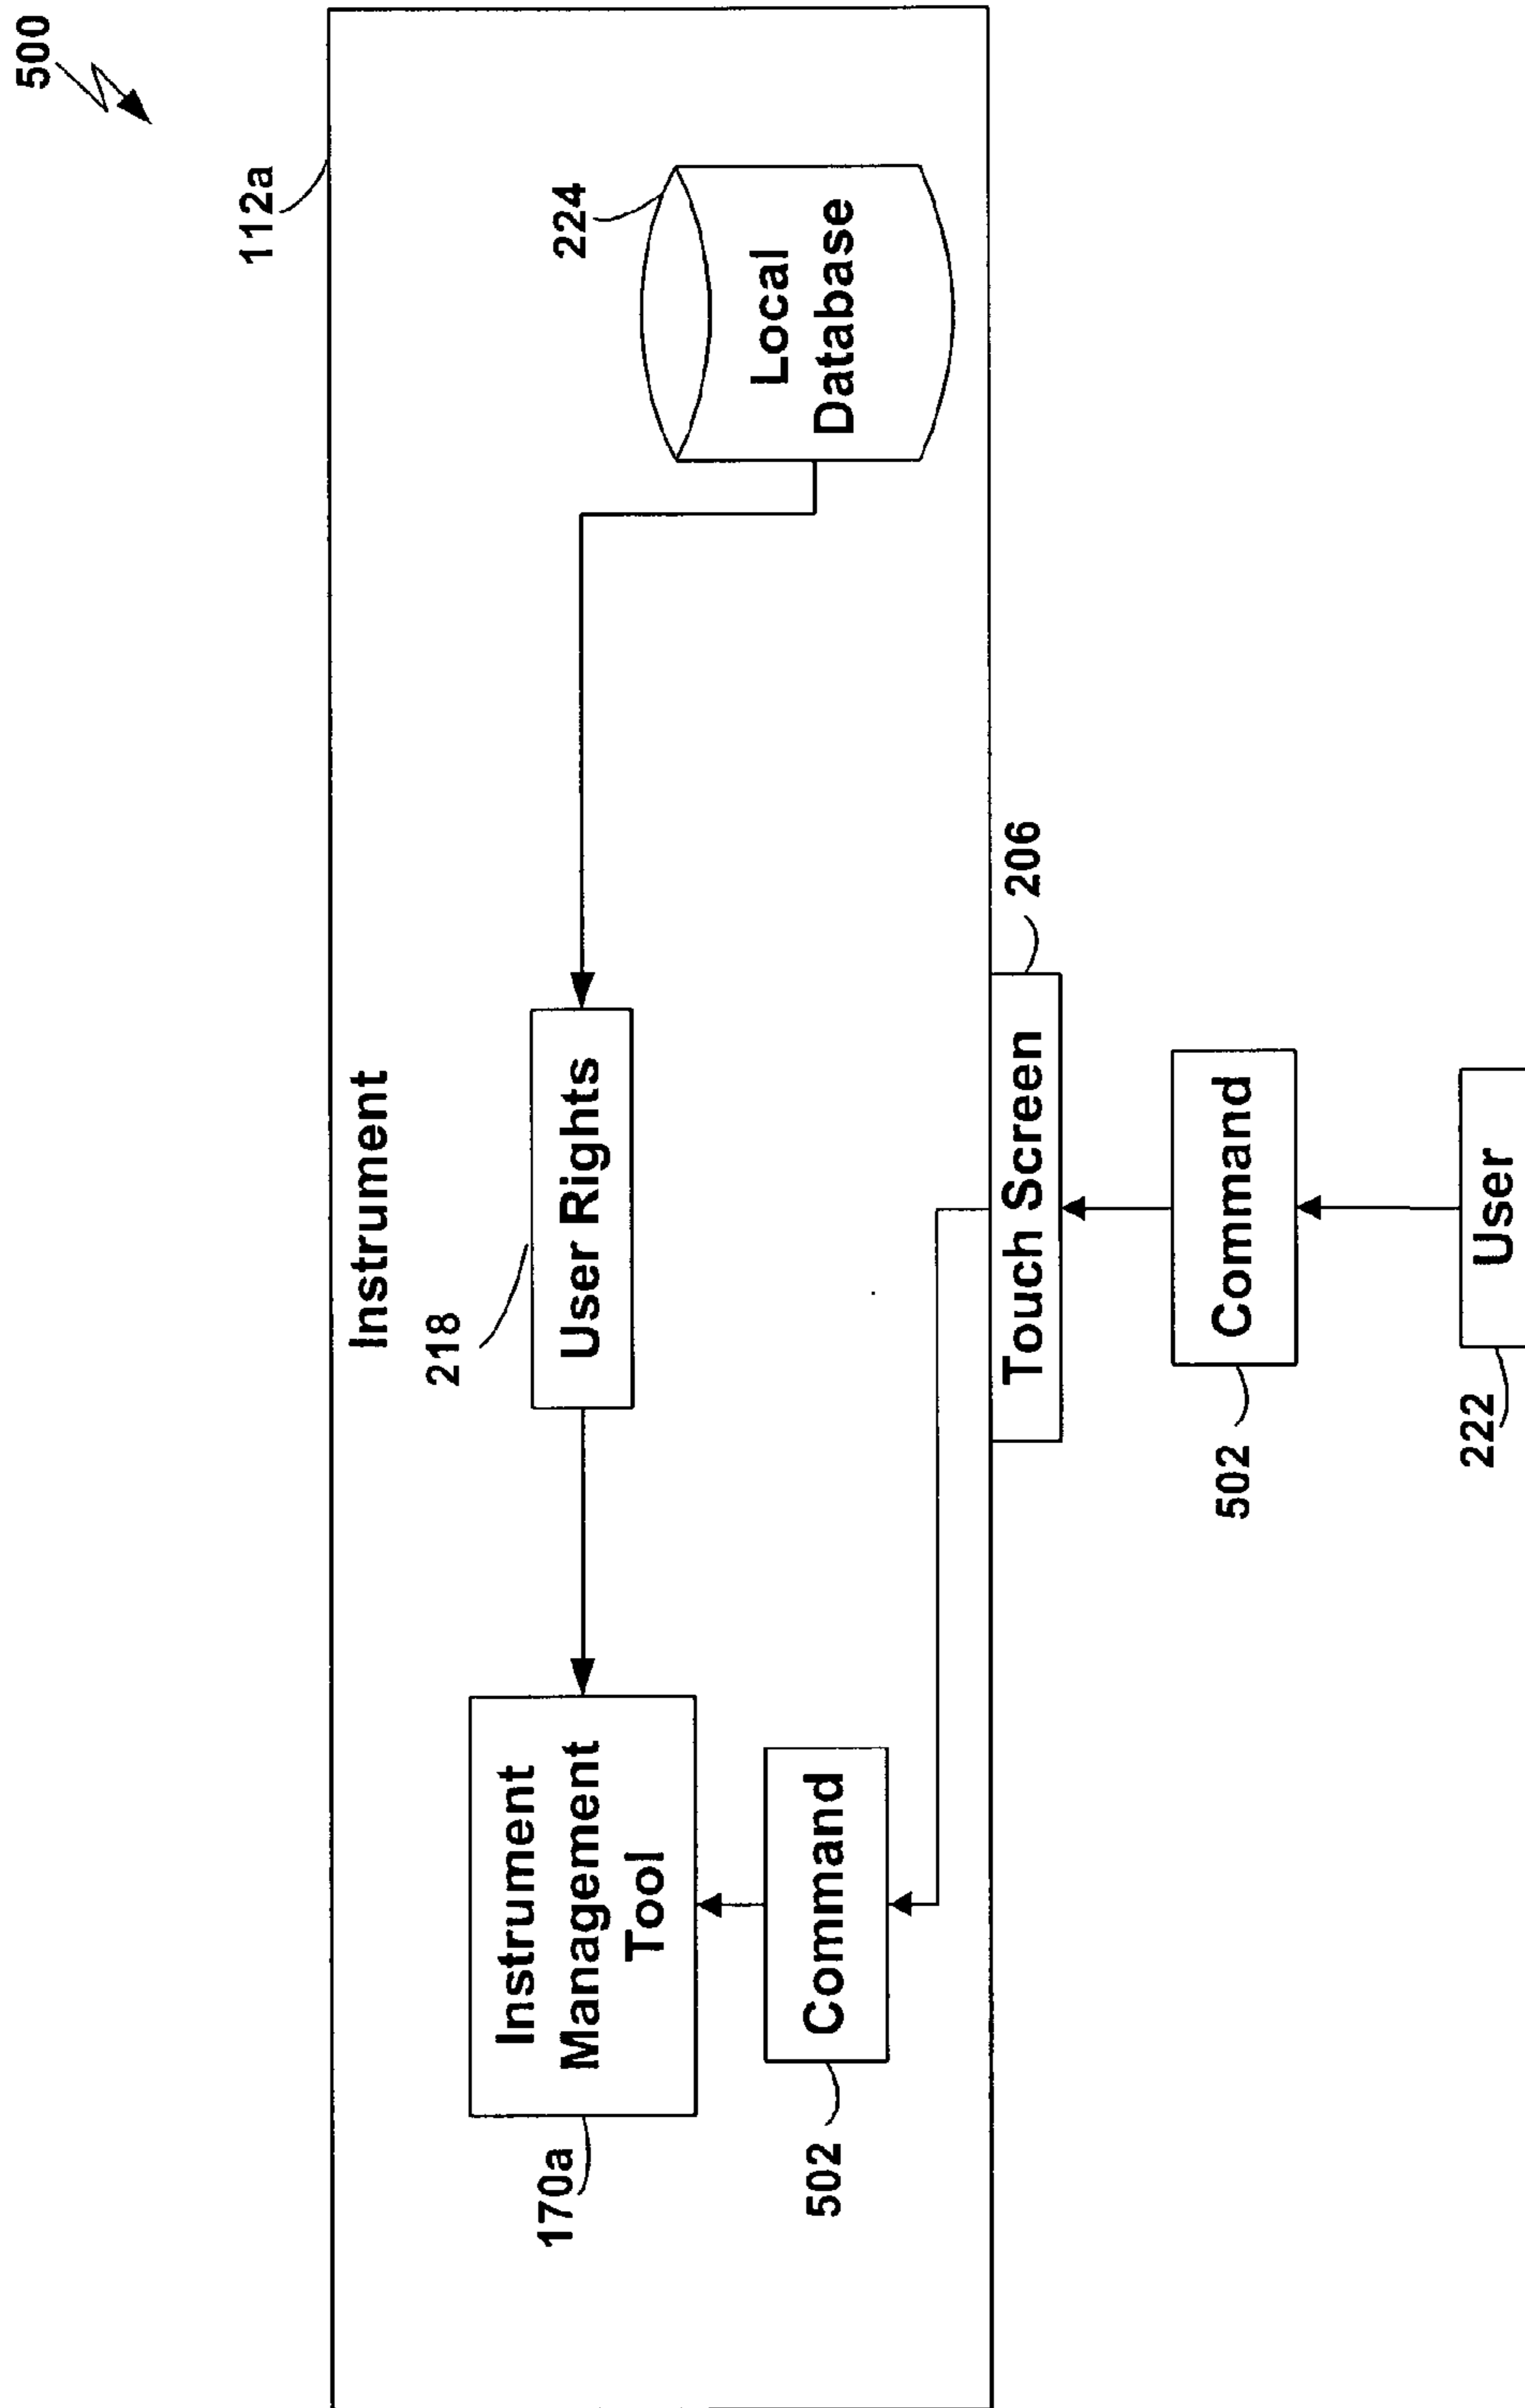 500
112a
Instrument
218
User Rights
224
Local
Database
170a
Instrument
Management
Tool
502
Command
206
Touch Screen
502
Command
222
User